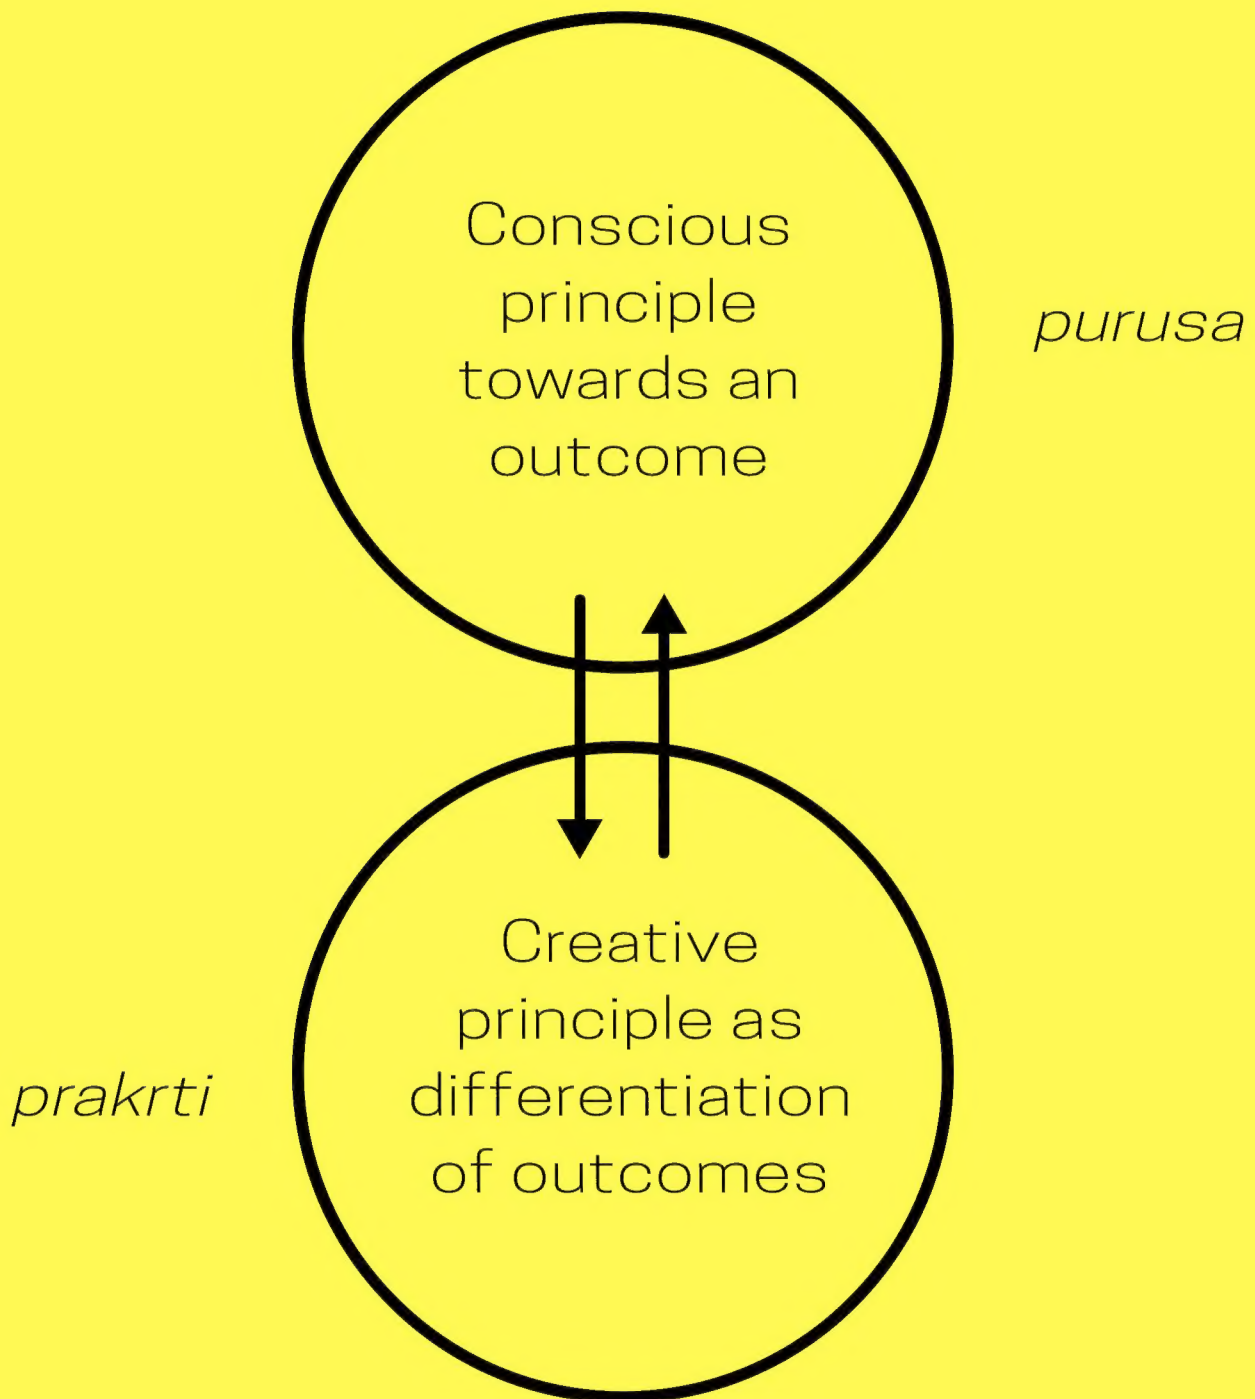 Conscious
principle
towards an
outcome
purusa
Creative
principle as
differentiation
of outcomes
prakrti